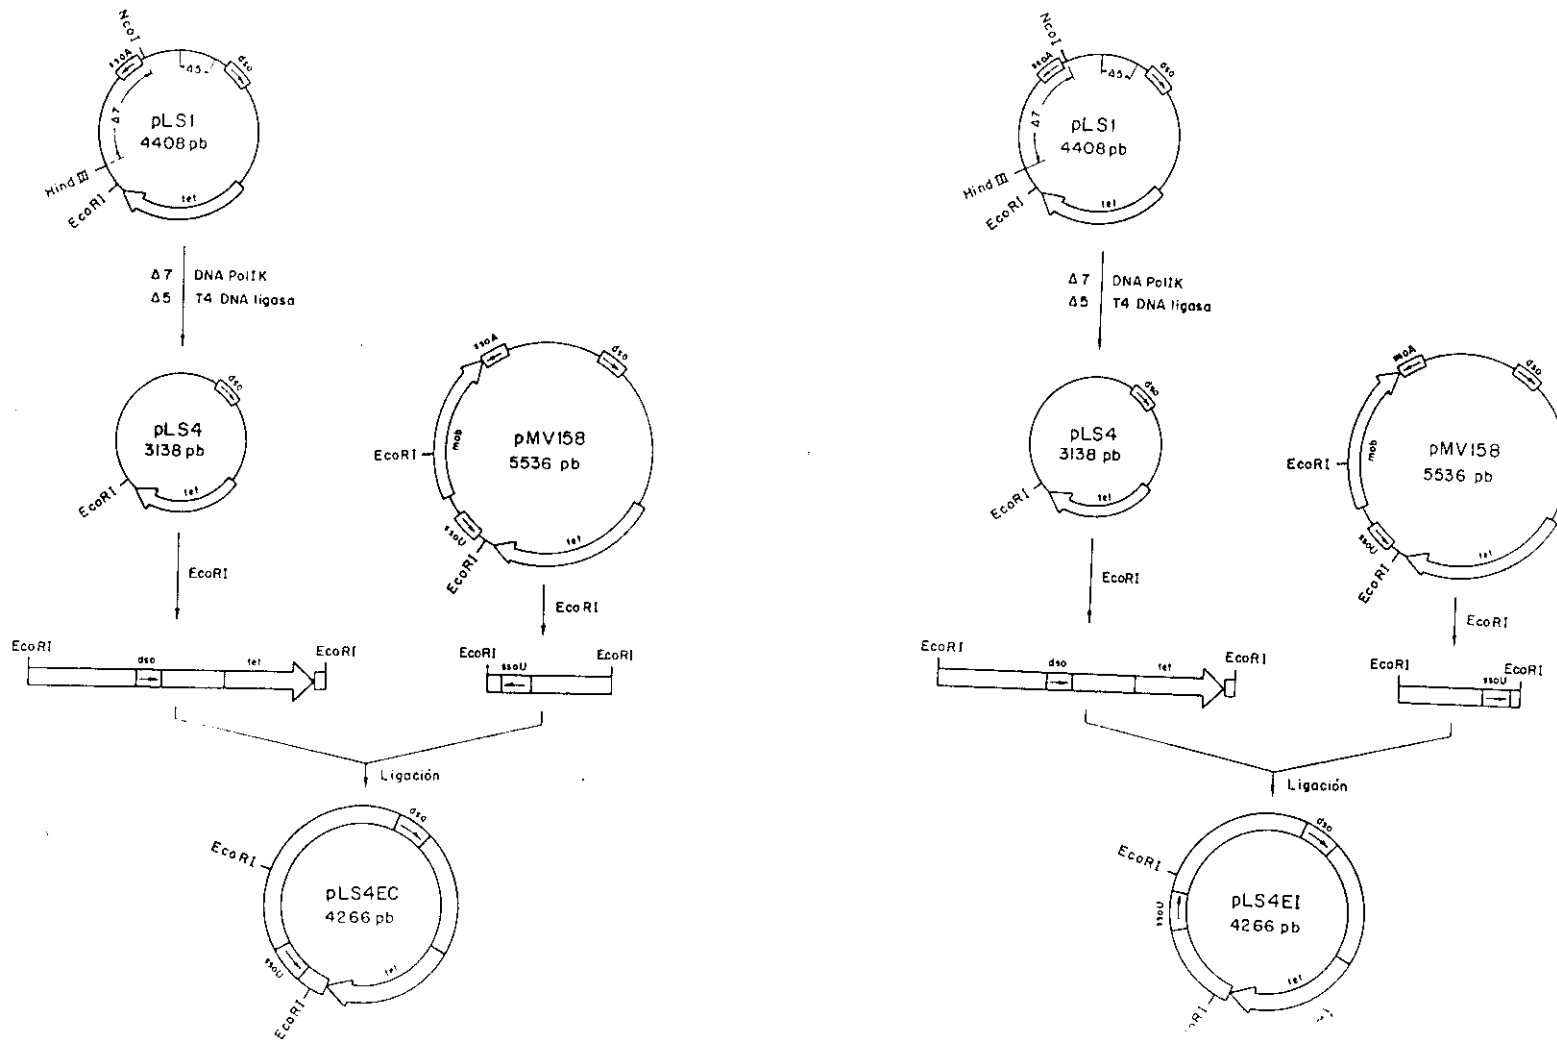 NcoI
ssoA
Δ5
dso
Δ7
pLS1
4408 pb
Hind III
EcoRI
tet
Δ7 DNA PolIK
Δ5 T4 DNA ligasa
dso
pLS4
3138 pb
EcoRI
tet
ssoA
dso
mob
EcoRI
pMV158
5536 pb
ssoU
EcoRI
tet
EcoRI
EcoRI
EcoRI
dso
tet
EcoRI
EcoRI
ssoU
EcoRI
Ligación
dso
EcoRI
pLS4EC
4266 pb
ssoU
tet
EcoRI
NcoI
ssoA
Δ5
dso
Δ7
pLS1
4408 pb
Hind III
EcoRI
tet
Δ7 DNA PolIK
Δ5 T4 DNA ligasa
dso
pLS4
3138 pb
EcoRI
tet
ssoA
dso
mob
EcoRI
pMV158
5536 pb
ssoU
EcoRI
tet
EcoRI
EcoRI
EcoRI
dso
tet
EcoRI
EcoRI
ssoU
EcoRI
Ligación
dso
EcoRI
ssoU
pLS4EI
4266 pb
tet